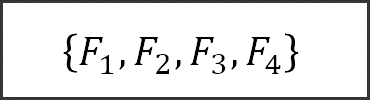 {F₁, F₂, F₃, F₄}